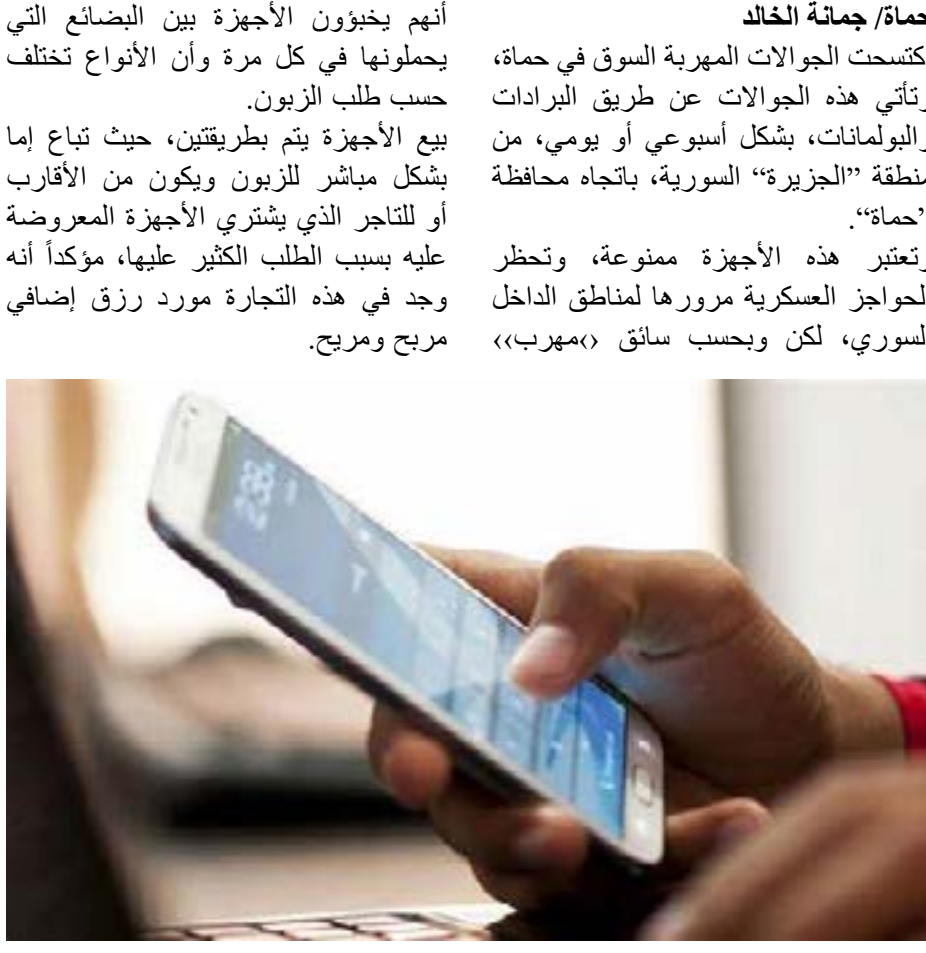 حماة/ جمانة الخالد
كتسحت الجوالات المهربة السوق في حماة،
وتأتي هذه الجوالات عن طريق البرادات
والبولمانات، بشكل أسبوعي أو يومي، من
منطقة ”الجزيرة“ السورية، باتجاه محافظة
”حماة“.
وتعتبر هذه الأجهزة ممنوعة، وتحظر
لحواجز العسكرية مرورها لمناطق الداخل
لسوري، لكن وبحسب سائق ‹›مهرب››
أنهم يخبؤون الأجهزة بين البضائع التي
يحملونها في كل مرة وأن الأنواع تختلف
حسب طلب الزبون.
بيع الأجهزة يتم بطريقتين، حيث تباع إما
بشكل مباشر للزبون ويكون من الأقارب
أو للتاجر الذي يشتري الأجهزة المعروضة
عليه بسبب الطلب الكثير عليها، مؤكداً أنه
وجد في هذه التجارة مورد رزق إضافي
مربح ومريح.